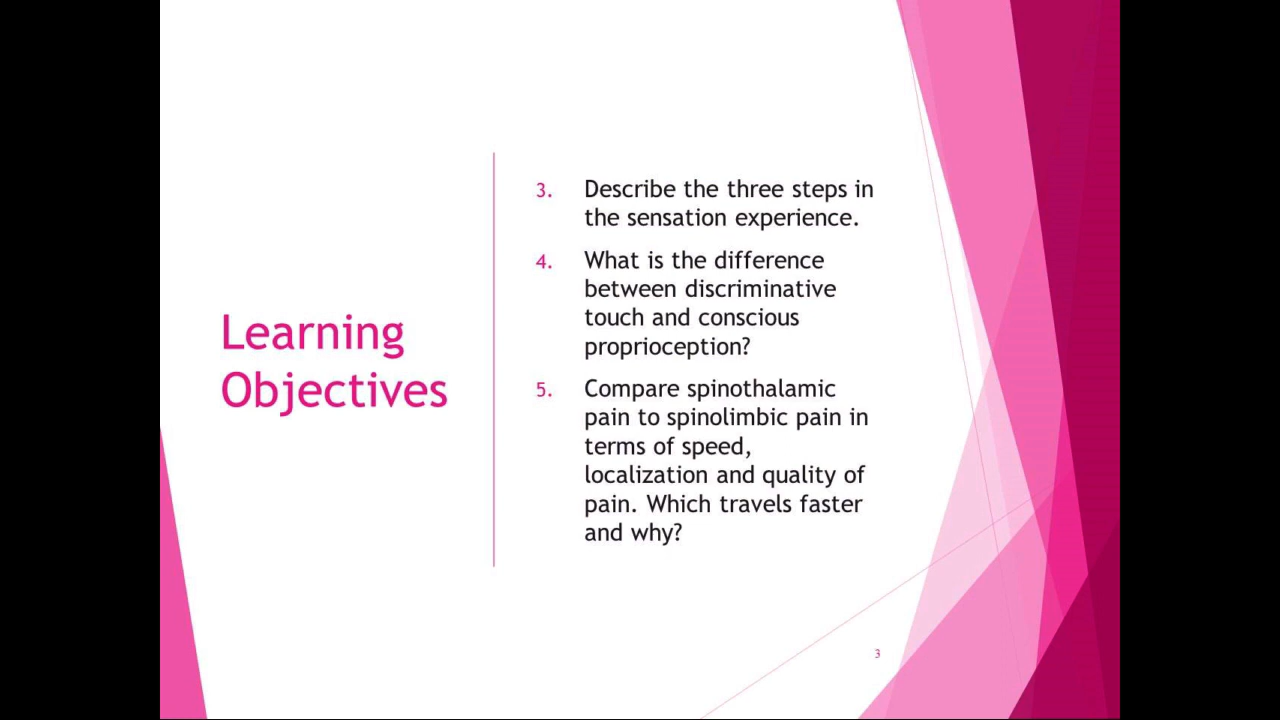 Learning
Objectives
3. Describe the three steps in
the sensation experience.
4. What is the difference
between discriminative
touch and conscious
proprioception?
5. Compare spinothalamic
pain to spinolimbic pain in
terms of speed,
localization and quality of
pain. Which travels faster
and why?
3